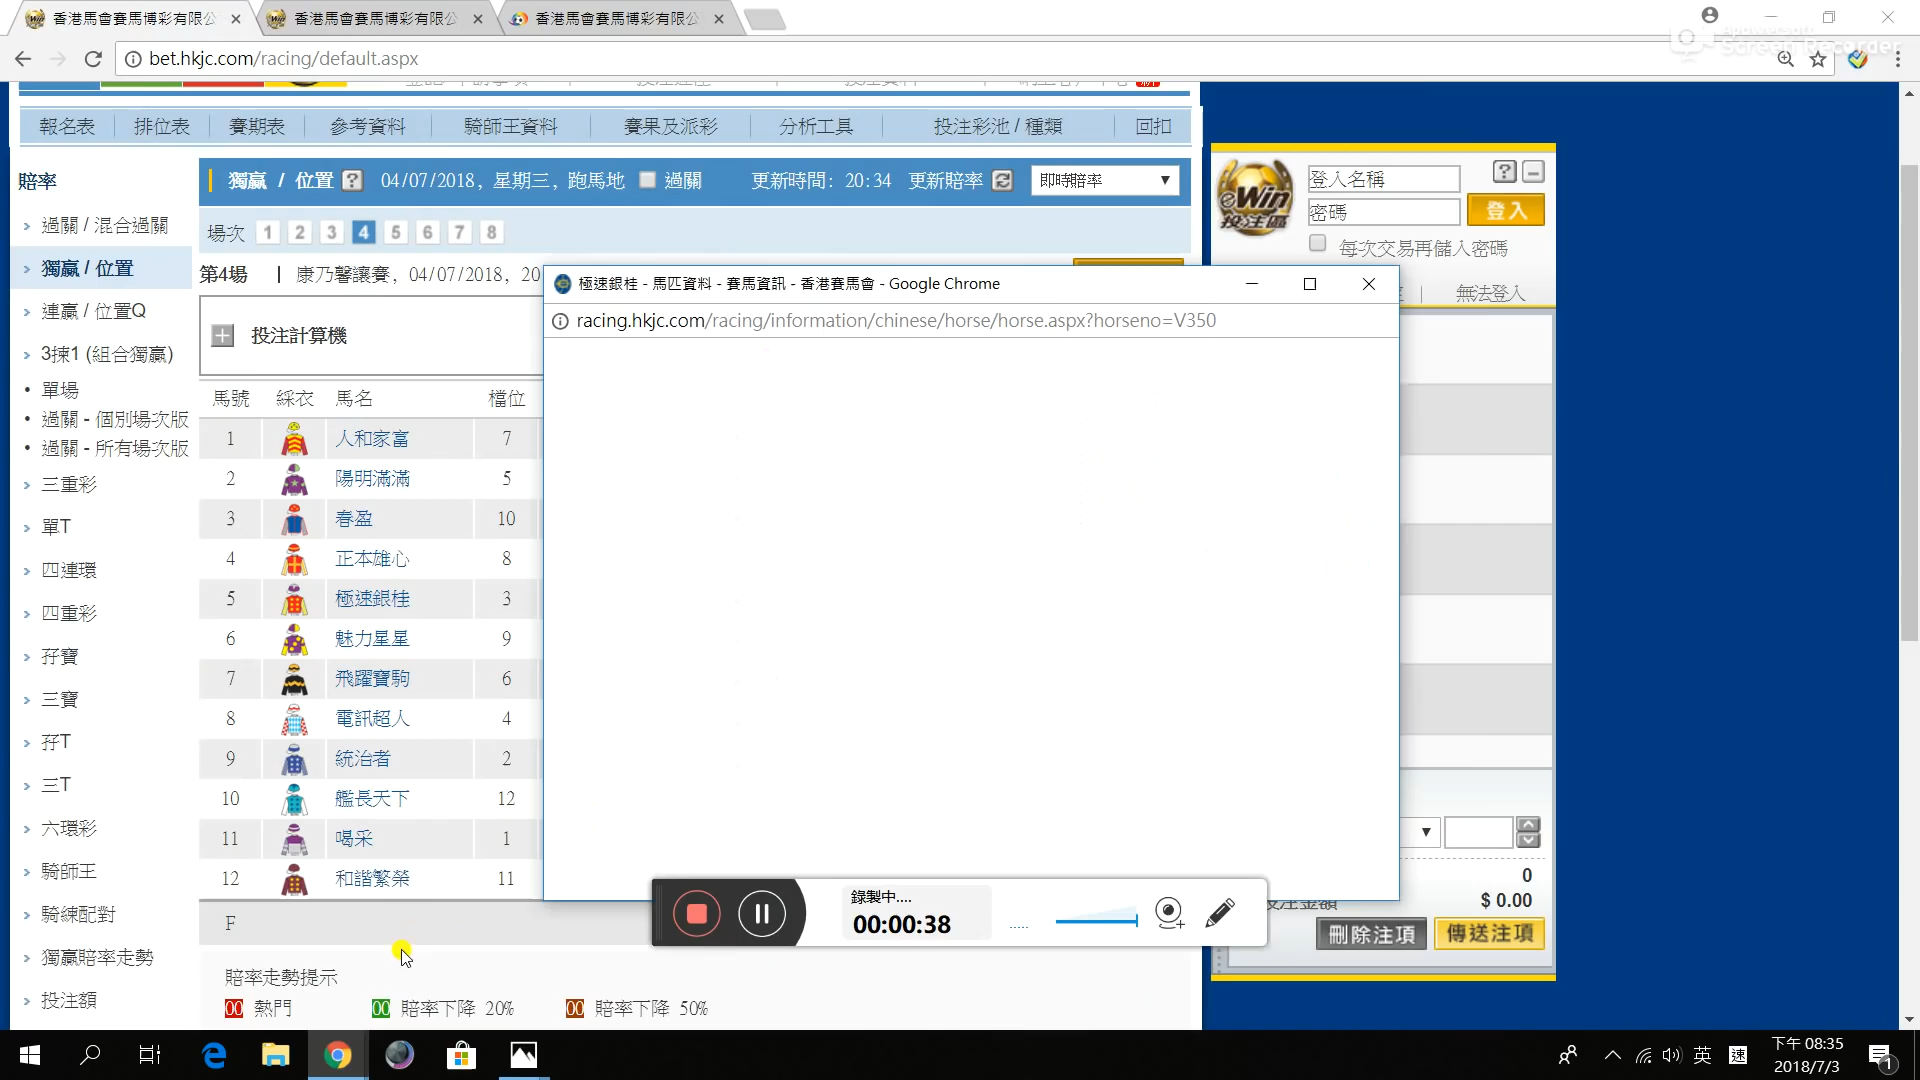 香港馬會賽馬博彩有限公
香港馬會賽馬博彩有限公
香港馬會賽馬博彩有限公
Apowersoft
Screen Recorder
bet.hkjc.com/racing/default.aspx
報名表 排位表 賽期表 參考資料 騎師王資料 賽果及派彩 分析工具 投注彩池 / 種類 回扣
賠率
過關 / 混合過關
獨贏 / 位置
連贏 / 位置Q
3揀1 (組合獨贏)
單場
過關 - 個別場次版
過關 - 所有場次版
三重彩
單T
四連環
四重彩
孖寶
三寶
孖T
三T
六環彩
騎師王
騎練配對
獨贏賠率走勢
投注額
獨贏 / 位置 ? 04/07/2018, 星期三, 跑馬地 過關 更新時間: 20:34 更新賠率 即時賠率
場次 1 2 3 4 5 6 7 8
第4場 | 康乃馨讓賽, 04/07/2018, 20
投注計算機
馬號 綵衣 馬名 檔位
1 人和家富 7
2 陽明滿滿 5
3 春盈 10
4 正本雄心 8
5 極速銀桂 3
6 魅力星星 9
7 飛躍寶駒 6
8 電訊超人 4
9 統治者 2
10 艦長天下 12
11 喝采 1
12 和諧繁榮 11
F
賠率走勢提示
00 熱門 00 賠率下降 20% 00 賠率下降 50%
極速銀桂 - 馬匹資料 - 賽馬資訊 - 香港賽馬會 - Google Chrome
racing.hkjc.com/racing/information/chinese/horse/horse.aspx?horseno=V350
錄製中....
00:00:38
eWin
投注區
登入名稱
密碼
登入
每次交易再儲入密碼
| 無法登入
0
投注金額 $ 0.00
刪除注項 傳送注項
英 速
下午 08:35
2018/7/3
1